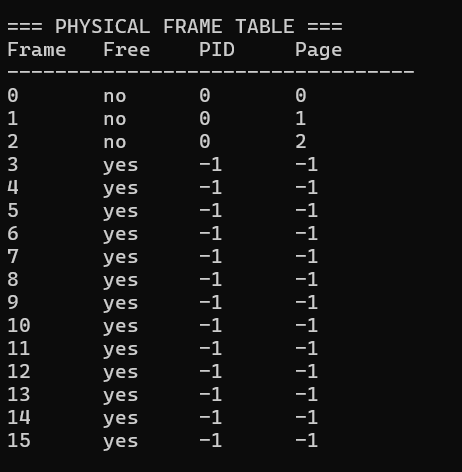 === PHYSICAL FRAME TABLE ===
Frame Free PID Page
----------------------------------
0 no 0 0
1 no 0 1
2 no 0 2
3 yes -1 -1
4 yes -1 -1
5 yes -1 -1
6 yes -1 -1
7 yes -1 -1
8 yes -1 -1
9 yes -1 -1
10 yes -1 -1
11 yes -1 -1
12 yes -1 -1
13 yes -1 -1
14 yes -1 -1
15 yes -1 -1